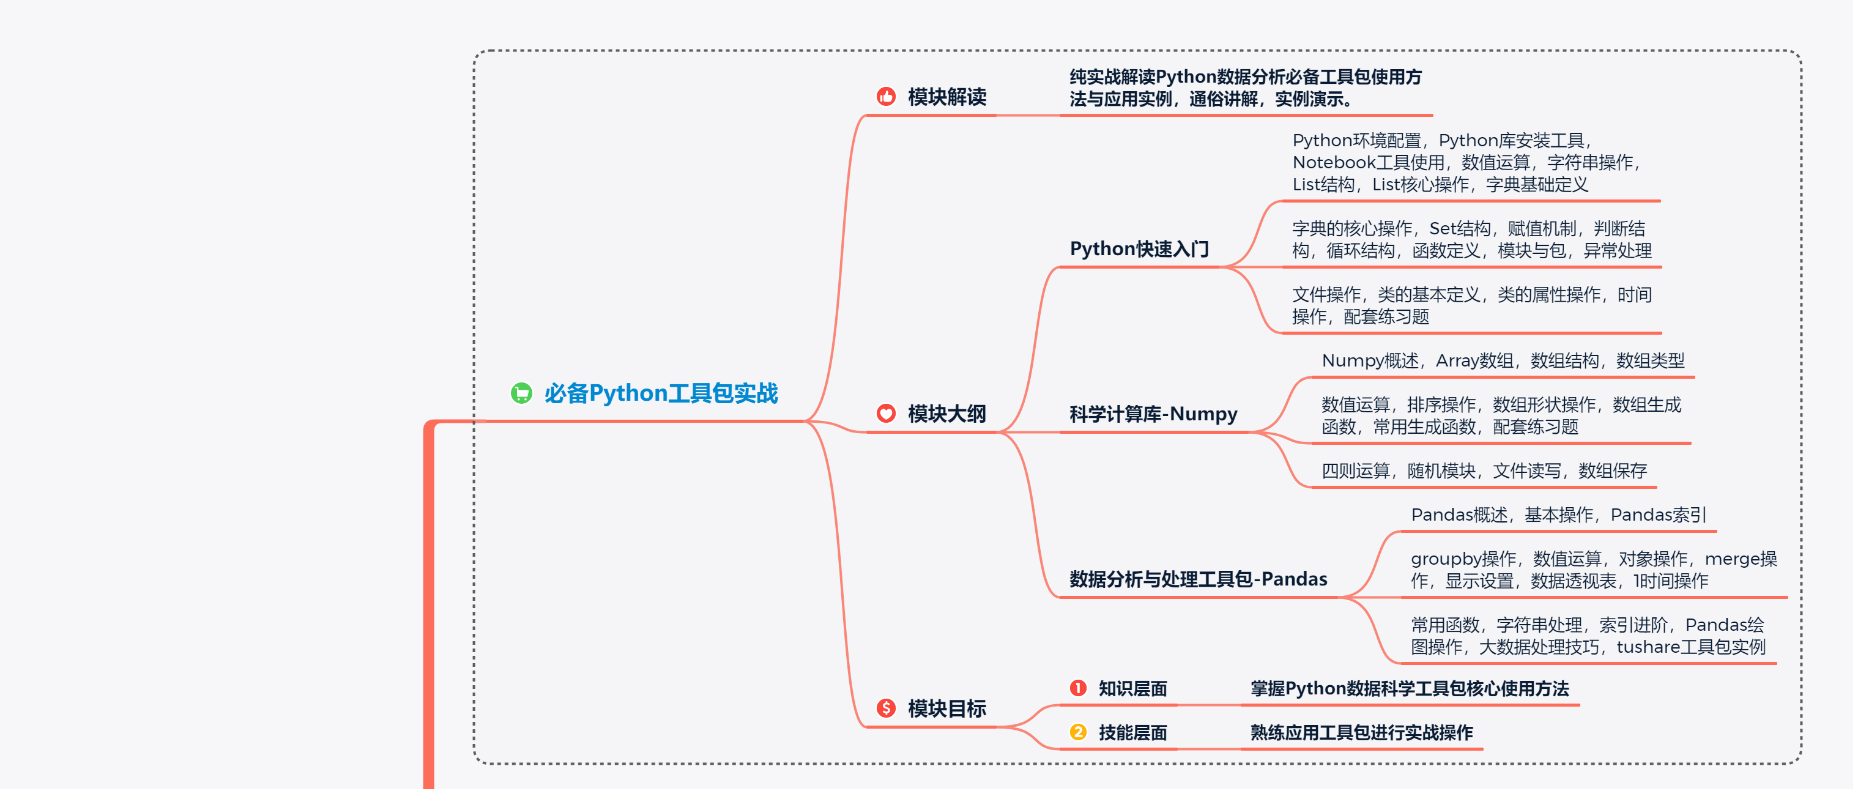 纯实战解读Python数据分析必备工具包使用方
法与应用实例，通俗讲解，实例演示。
模块解读
Python环境配置，Python库安装工具，
Notebook工具使用，数值运算，字符串操作，
List结构，List核心操作，字典基础定义
字典的核心操作，Set结构，赋值机制，判断结
构，循环结构，函数定义，模块与包，异常处理
Python快速入门
文件操作，类的基本定义，类的属性操作，时间
操作，配套练习题
Numpy概述，Array数组，数组结构，数组类型
必备Python工具包实战
模块大纲
科学计算库-Numpy
数值运算，排序操作，数组形状操作，数组生成
函数，常用生成函数，配套练习题
四则运算，随机模块，文件读写，数组保存
Pandas概述，基本操作，Pandas索引
数据分析与处理工具包-Pandas
groupby操作，数值运算，对象操作，merge操
作，显示设置，数据透视表，1时间操作
常用函数，字符串处理，索引进阶，Pandas绘
图操作，大数据处理技巧，tushare工具包实例
$ 模块目标
1 知识层面
掌握Python数据科学工具包核心使用方法
2 技能层面
熟练应用工具包进行实战操作